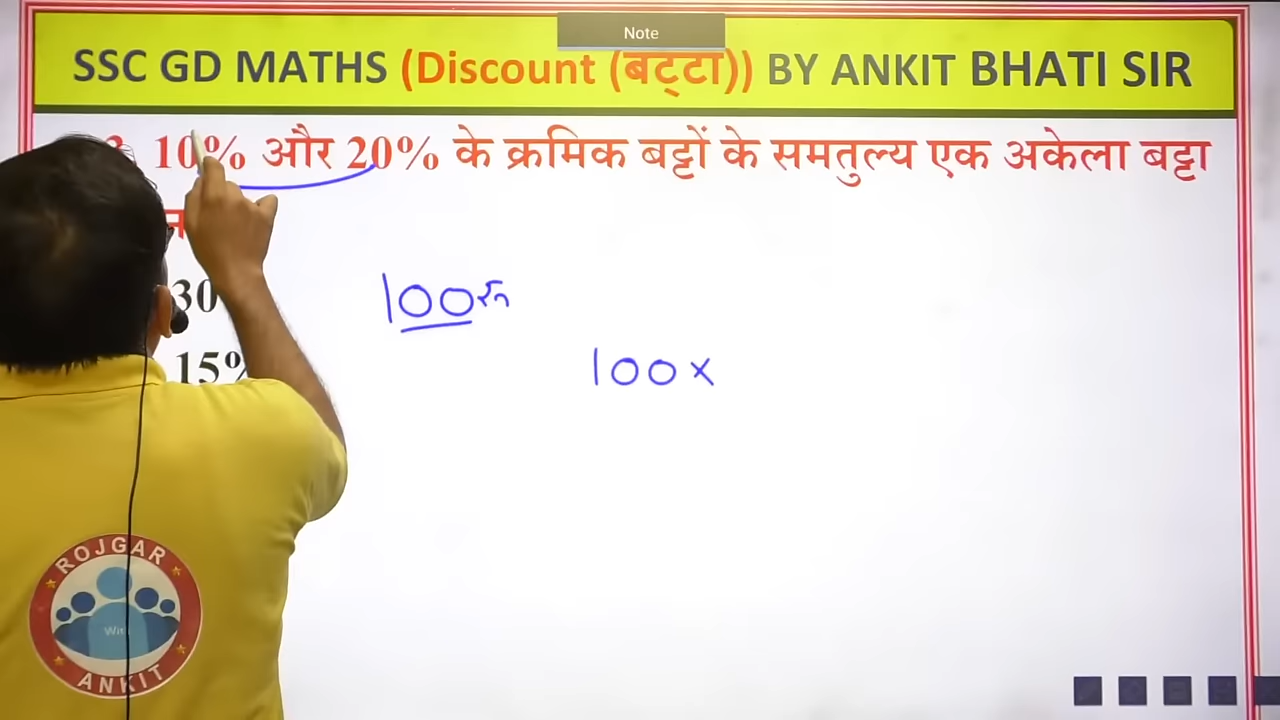 Note
SSC GD MATHS (Discount (बट्टा)) BY ANKIT BHATI SIR
10% और 20% के क्रमिक बट्टों के समतुल्य एक अकेला बट्टा
30
100रु
100 x
15%
ROJGAR
With
ANKIT